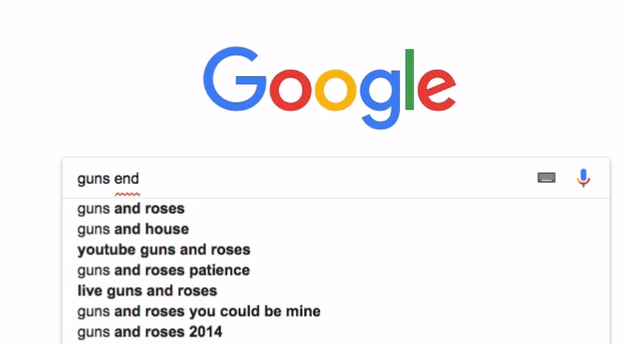 Google
guns end
guns and roses
guns and house
youtube guns and roses
guns and roses patience
live guns and roses
guns and roses you could be mine
guns and roses 2014